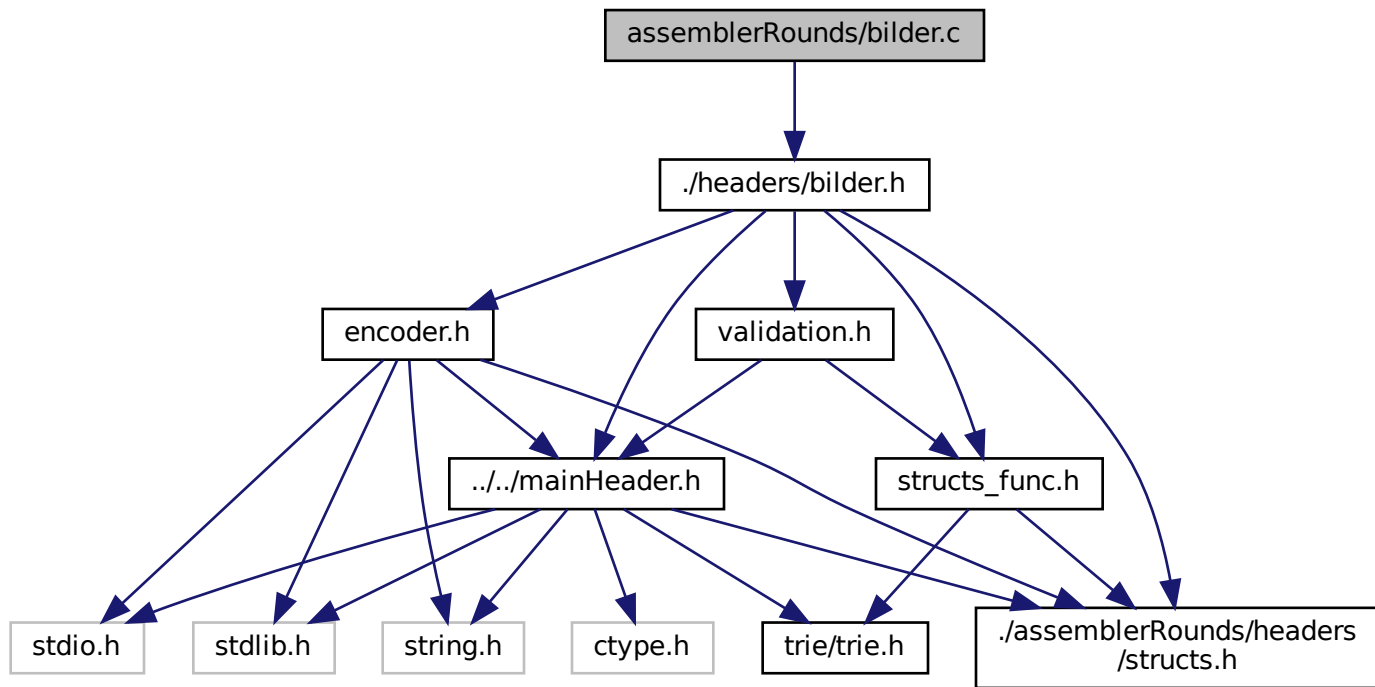 assemblerRounds/bilder.c
./headers/bilder.h
encoder.h
validation.h
../../mainHeader.h
structs_func.h
stdio.h
stdlib.h
string.h
ctype.h
trie/trie.h
./assemblerRounds/headers
/structs.h